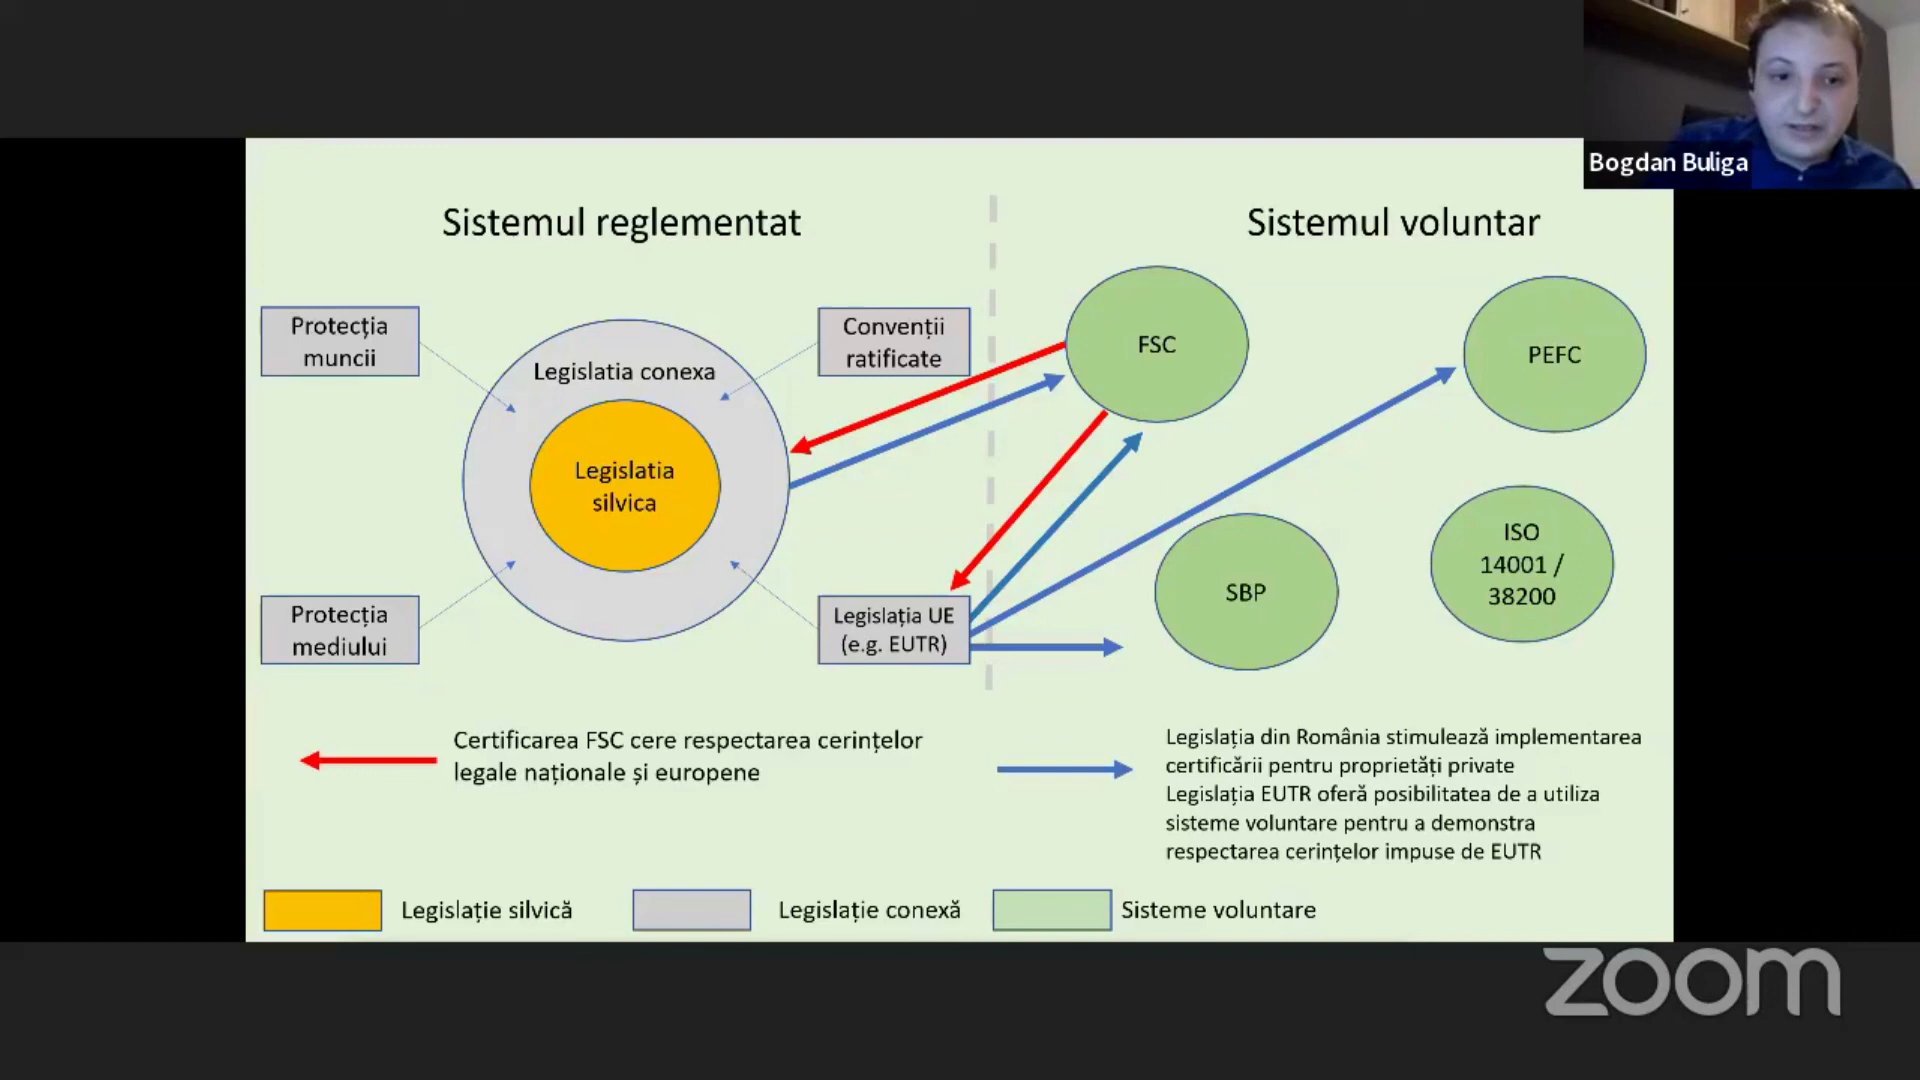 Bogdan Buliga
Sistemul reglementat
Sistemul voluntar
Protecția
muncii
Convenții
ratificate
Legislatia conexa
Legislatia
silvica
Protecția
mediului
Legislația UE
(e.g. EUTR)
FSC
PEFC
SBP
ISO
14001 /
38200
Certificarea FSC cere respectarea cerințelor
legale naționale și europene
Legislația din România stimulează implementarea
certificării pentru proprietăți private
Legislația EUTR oferă posibilitatea de a utiliza
sisteme voluntare pentru a demonstra
respectarea cerințelor impuse de EUTR
Legislație silvică
Legislație conexă
Sisteme voluntare
zoom